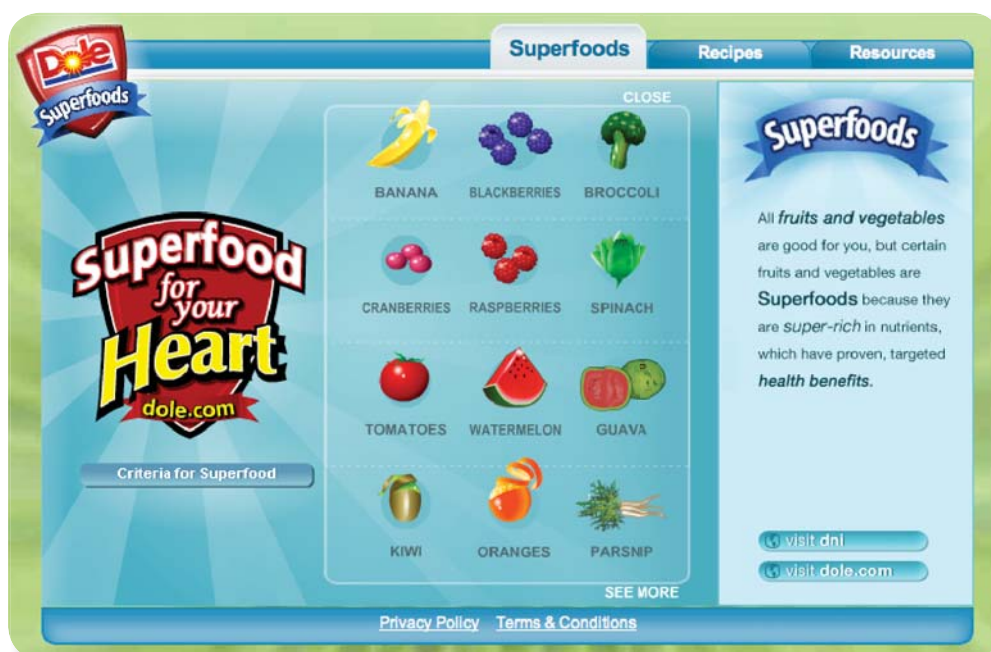 Dole
Superfoods
Superfoods
Recipes
Resources
CLOSE
Superfood
for
your
Heart
dole.com
Criteria for Superfood
BANANA
BLACKBERRIES
BROCCOLI
CRANBERRIES
RASPBERRIES
SPINACH
TOMATOES
WATERMELON
GUAVA
KIWI
ORANGES
PARSNIP
SEE MORE
Superfoods
All fruits and vegetables
are good for you, but certain
fruits and vegetables are
Superfoods because they
are super-rich in nutrients,
which have proven, targeted
health benefits.
visit dni
visit dole.com
Privacy Policy
Terms & Conditions